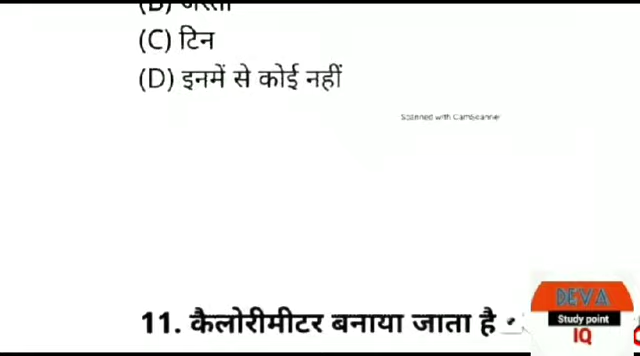 (C) टिन
(D) इनमें से कोई नहीं
Scanned with CamScanner
11. कैलोरीमीटर बनाया जाता है
DEVA
Study point
IQ